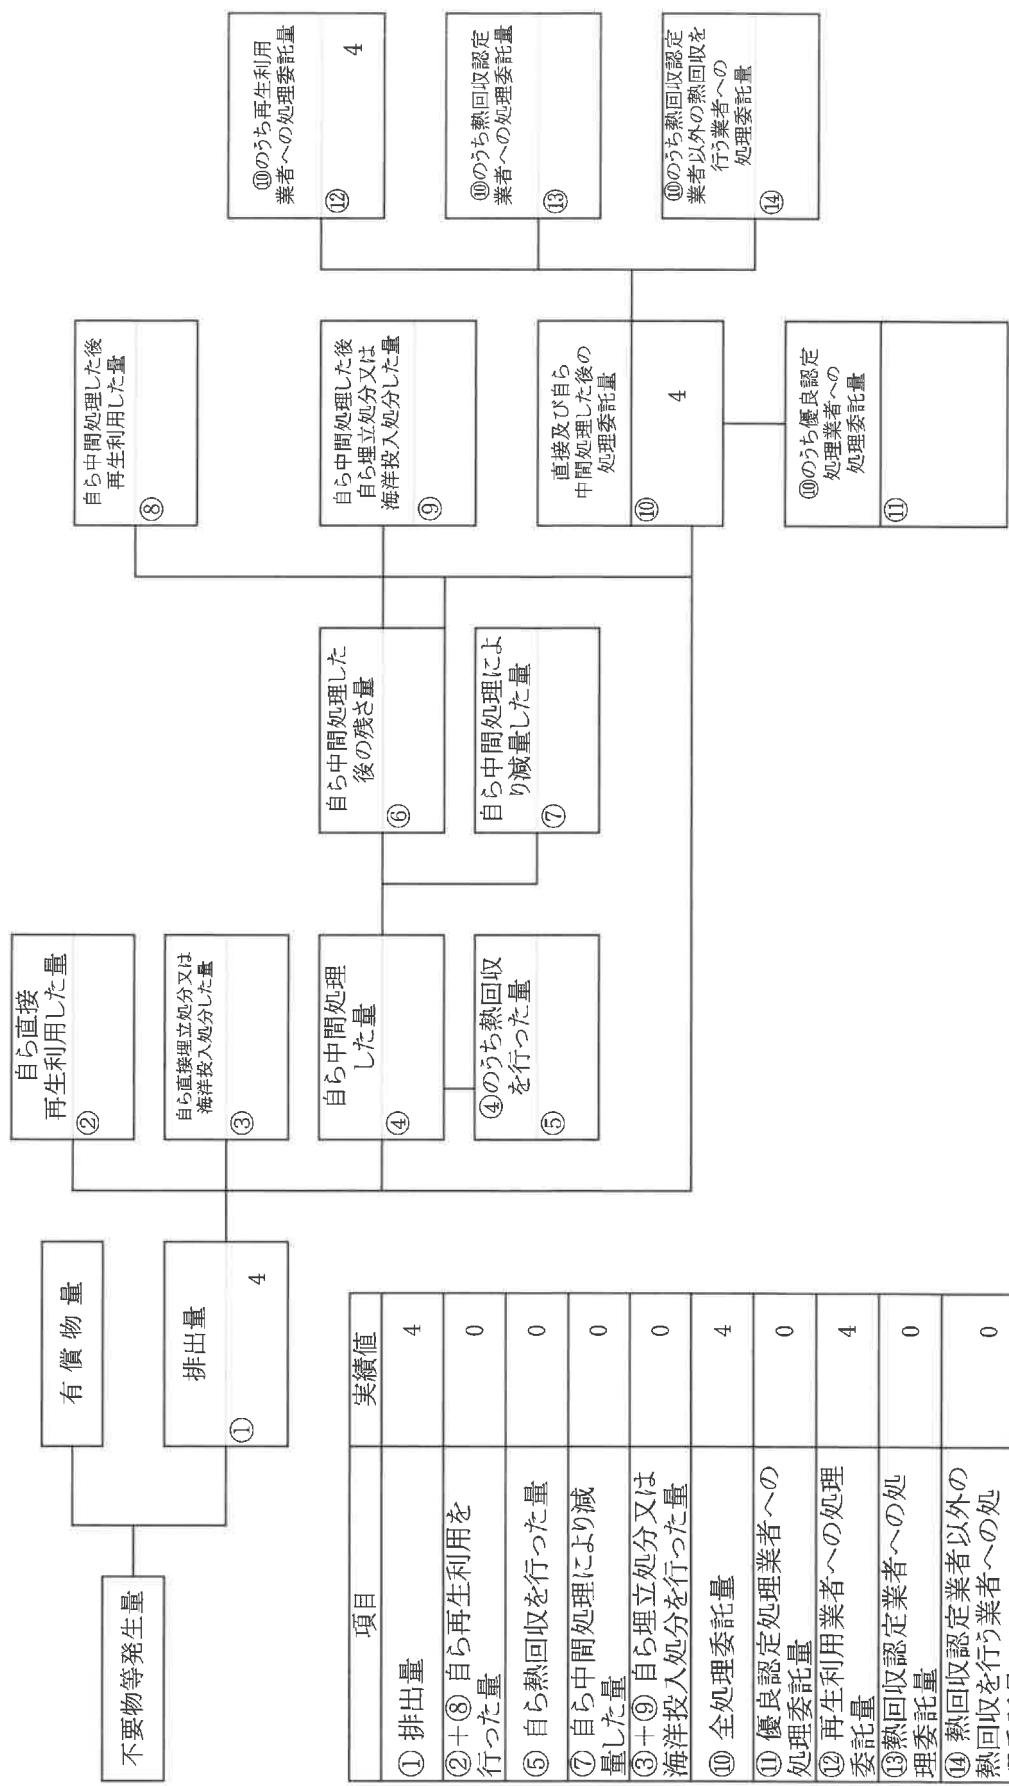 不要物等発生量
有償物量
排出量
①
4
自ら直接
再生利用した量
②
自ら直接埋立処分又は
海洋投入処分した量
③
自ら中間処理
した量
④
④のうち熱回収
を行った量
⑤
自ら中間処理した
後の残さ量
⑥
自ら中間処理によ
り減量した量
⑦
自ら中間処理した後
再生利用した量
⑧
自ら中間処理した後
自ら埋立処分又は
海洋投入処分した量
⑨
直接及び自ら
中間処理した後の
処理委託量
⑩
4
⑩のうち優良認定
処理業者への
処理委託量
⑪
⑩のうち再生利用
業者への処理委託量
⑫
4
⑩のうち熱回収認定
業者への処理委託量
⑬
⑩のうち熱回収認定
業者以外の熱回収を
行う業者への
処理委託量
⑭
項目 実績値
① 排出量 4
②+⑧ 自ら再生利用を
行った量 0
⑤ 自ら熱回収を行った量 0
⑦ 自ら中間処理により減
量した量 0
③+⑨ 自ら埋立処分又は
海洋投入処分を行った量 0
⑩ 全処理委託量 4
⑪ 優良認定処理業者への
処理委託量 0
⑫ 再生利用業者への処理
委託量 4
⑬熱回収認定業者への処
理委託量 0
⑭ 熱回収認定業者以外の
熱回収を行う業者への処 0